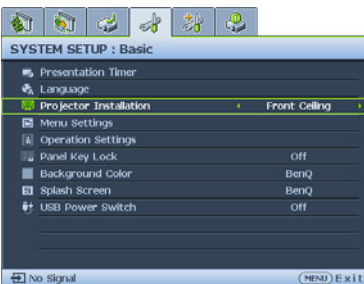 SYSTEM SETUP : Basic
Presentation Timer
Language
Projector Installation Front Ceiling
Menu Settings
Operation Settings
Panel Key Lock Off
Background Color BenQ
Splash Screen BenQ
USB Power Switch Off
No Signal MENU Exit